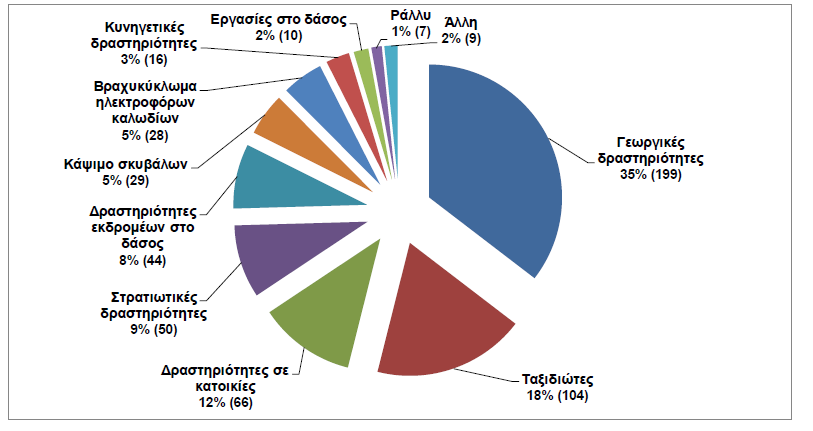 Κυνηγετικές
δραστηριότητες
3% (16)
Εργασίες στο δάσος
2% (10)
Ράλλυ
1% (7)
Άλλη
2% (9)
Βραχυκύκλωμα
ηλεκτροφόρων
καλωδίων
5% (28)
Γεωργικές
δραστηριότητες
35% (199)
Κάψιμο σκυβάλων
5% (29)
Δραστηριότητες
εκδρομέων στο
δάσος
8% (44)
Στρατιωτικές
δραστηριότητες
9% (50)
Δραστηριότητες σε
κατοικίες
12% (66)
Ταξιδιώτες
18% (104)